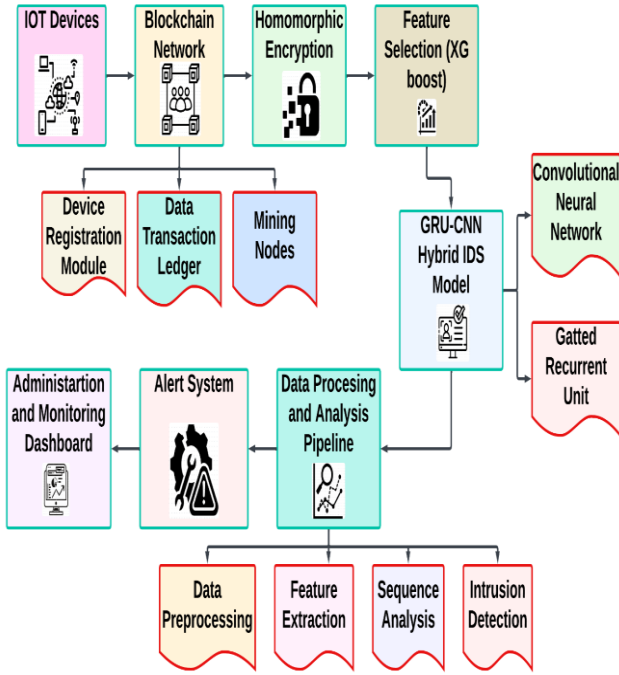 IOT Devices
Blockchain
Network
Homomorphic
Encryption
Feature
Selection (XG
boost)
Device
Registration
Module
Data
Transaction
Ledger
Mining
Nodes
GRU-CNN
Hybrid IDS
Model
Convolutional
Neural
Network
Gatted
Recurrent
Unit
Administartion
and Monitoring
Dashboard
Alert System
Data Procesing
and Analysis
Pipeline
Data
Preprocessing
Feature
Extraction
Sequence
Analysis
Intrusion
Detection